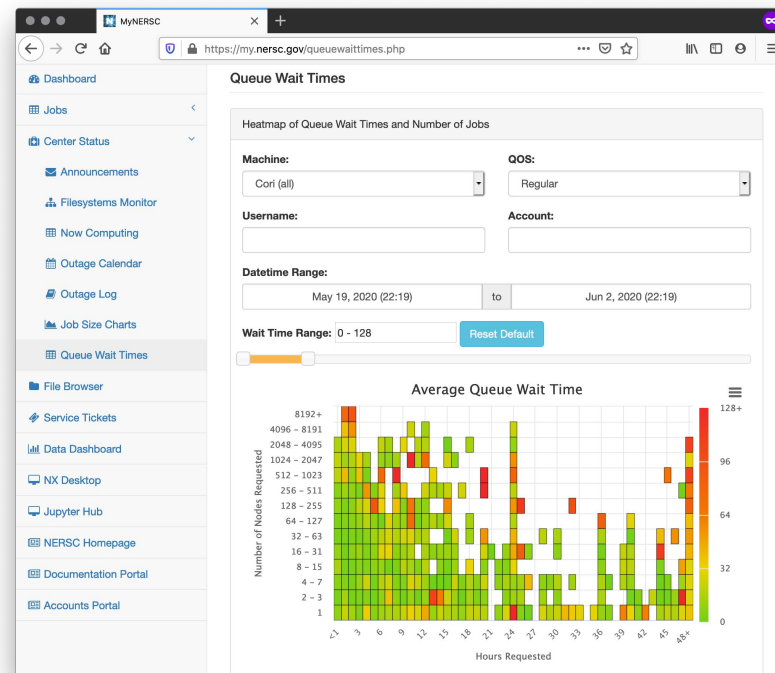 MyNERSC
https://my.nersc.gov/queuewaittimes.php
Dashboard
Jobs
Center Status
Announcements
Filesystems Monitor
Now Computing
Outage Calendar
Outage Log
Job Size Charts
Queue Wait Times
File Browser
Service Tickets
Data Dashboard
NX Desktop
Jupyter Hub
NERSC Homepage
Documentation Portal
Accounts Portal
Queue Wait Times
Heatmap of Queue Wait Times and Number of Jobs
Machine: QOS:
Cori (all) Regular
Username: Account:
Datetime Range:
May 19, 2020 (22:19) to Jun 2, 2020 (22:19)
Wait Time Range: 0 - 128 Reset Default
Average Queue Wait Time
Number of Nodes Requested
8192+
4096 – 8191
2048 – 4095
1024 – 2047
512 – 1023
256 – 511
128 – 255
64 – 127
32 – 63
16 – 31
8 – 15
4 – 7
2 – 3
1
<1 3 6 9 12 15 18 21 24 27 30 33 36 39 42 45 48+
Hours Requested
128+
96
64
32
0